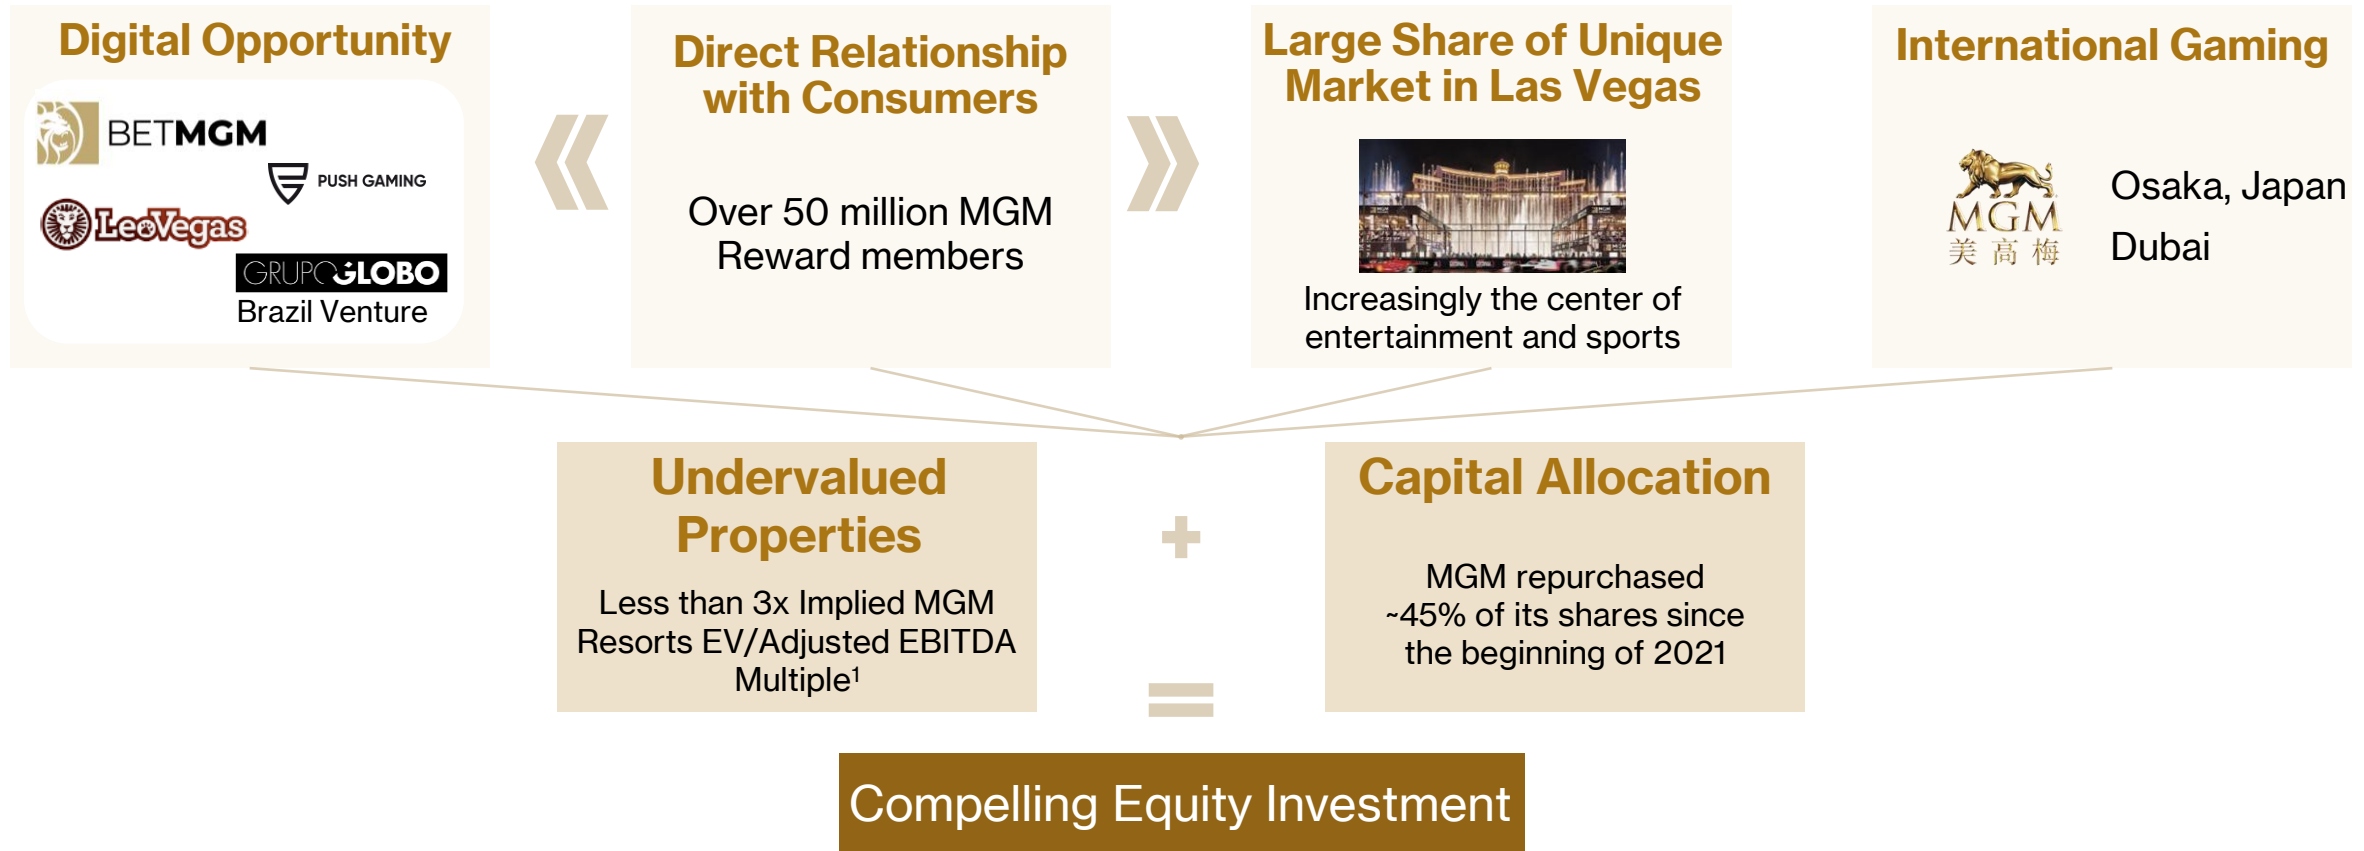 Digital Opportunity
BETMGM
PUSH GAMING
LeoVegas
GRUPO GLOBO
Brazil Venture
Direct Relationship
with Consumers
Over 50 million MGM
Reward members
Large Share of Unique
Market in Las Vegas
Increasingly the center of
entertainment and sports
International Gaming
MGM
美高梅
Osaka, Japan
Dubai
Undervalued
Properties
Less than 3x Implied MGM
Resorts EV/Adjusted EBITDA
Multiple¹
+
Capital Allocation
MGM repurchased
~45% of its shares since
the beginning of 2021
=
Compelling Equity Investment